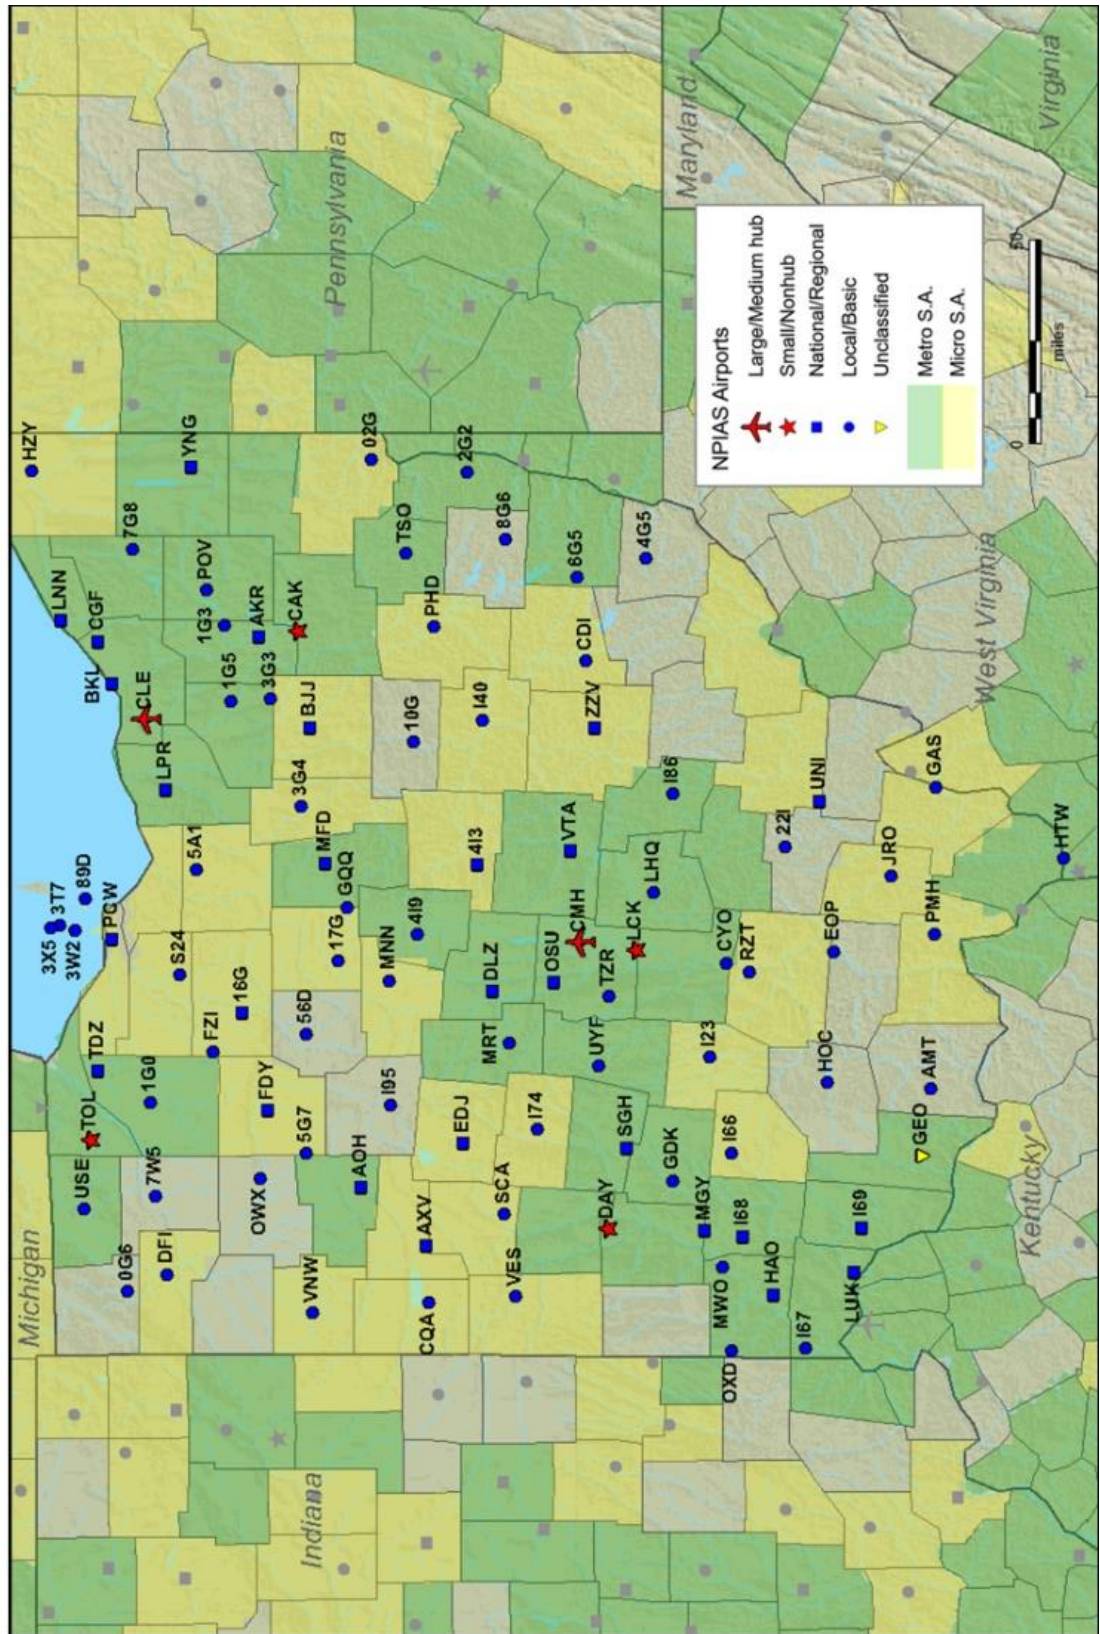 Michigan
Indiana
Pennsylvania
Maryland
Virginia
West Virginia
Kentucky
HZY
YNG
7G8
LNN
CGF
BKL
CLE
LPR
POV
1G3
AKR
CAK
1G5
3G3
BJJ
3G4
MFD
GQQ
02G
2G2
TSO
8G6
6G5
4G5
PHD
CDI
10G
I40
ZZV
I86
UNI
22I
GAS
JRO
HTW
PMH
5A1
3X5
3T7
3W2
89D
PCW
S24
16G
FZI
TDZ
TOL
USE
1G0
7W5
0G6
DFI
17G
56D
MNN
4I9
4I3
VTA
DLZ
OSU
CMH
LCK
TZR
LHQ
CYO
RZT
EOP
FDY
5G7
OWX
AOH
I95
VNW
CQA
AXV
EDJ
I74
SCA
VES
MRT
UYF
I23
HOC
AMT
GEO
SGH
GDK
I66
DAY
MGY
I68
MWO
HAO
I69
LUK
I67
OXD
NPIAS Airports
Large/Medium hub
Small/Nonhub
National/Regional
Local/Basic
Unclassified
Metro S.A.
Micro S.A.
0
50
miles